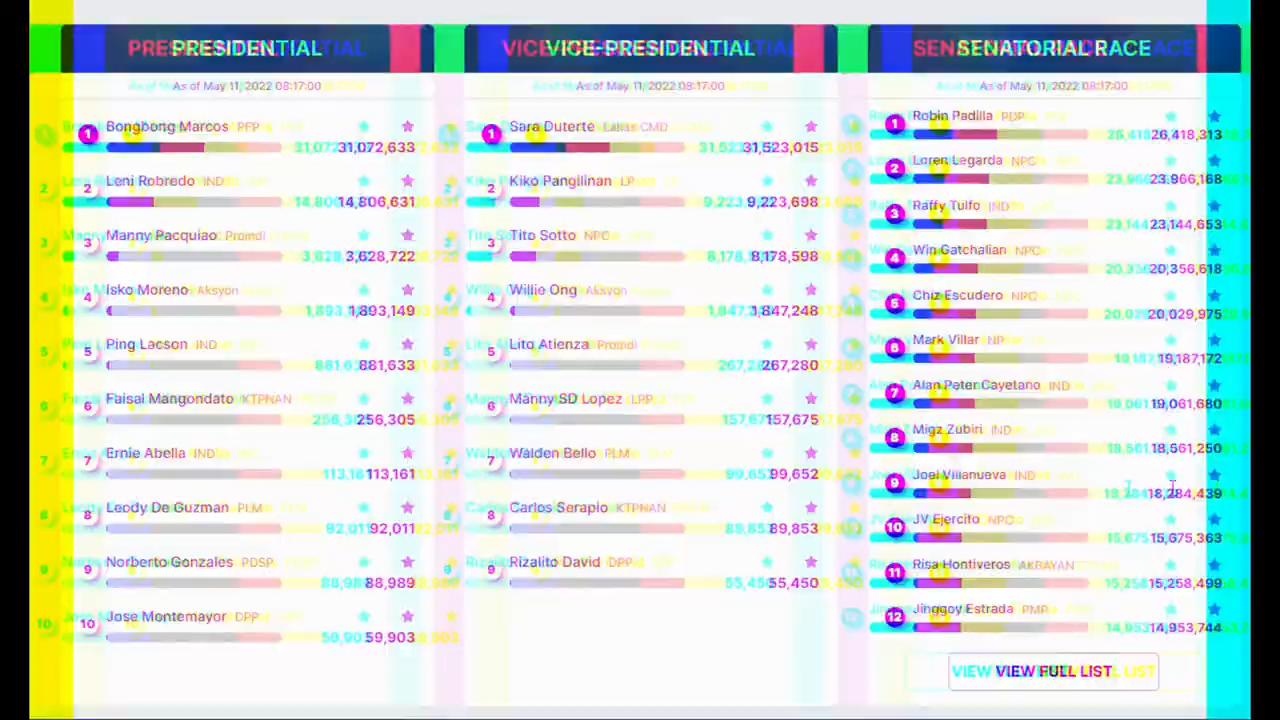 PRESIDENTIAL
As of May 11, 2022 08:17:00
1 Bongbong Marcos PFP
31,072,633
2 Leni Robredo IND
14,806,631
3 Manny Pacquiao Promdi
3,628,722
4 Isko Moreno Aksyon
1,893,149
5 Ping Lacson IND
881,633
6 Faisal Mangondato KTPNAN
256,305
7 Ernie Abella IND
113,161
8 Leody De Guzman PLM
92,011
9 Norberto Gonzales PDSP
88,989
10 Jose Montemayor DPP
59,903
VICE-PRESIDENTIAL
As of May 11, 2022 08:17:00
1 Sara Duterte Lakas CMD
31,523,015
2 Kiko Pangilinan LP
9,223,698
3 Tito Sotto NPC
8,178,598
4 Willie Ong Aksyon
1,847,248
5 Lito Atienza Promdi
267,280
6 Manny SD Lopez LPP
157,675
7 Walden Bello PLM
99,652
8 Carlos Serapio KTPNAN
89,853
9 Rizalito David DPP
55,450
SENATORIAL RACE
As of May 11, 2022 08:17:00
1 Robin Padilla PDP
26,418,313
2 Loren Legarda NPC
23,966,168
3 Raffy Tulfo IND
23,144,653
4 Win Gatchalian NPC
20,356,618
5 Chiz Escudero NPC
20,029,975
6 Mark Villar NP
19,187,172
7 Alan Peter Cayetano IND
19,061,680
8 Migz Zubiri IND
18,561,250
9 Joel Villanueva IND
18,284,439
10 JV Ejercito NPC
15,675,363
11 Risa Hontiveros AKBAYAN
15,258,499
12 Jinggoy Estrada PMP
14,953,744
VIEW FULL LIST